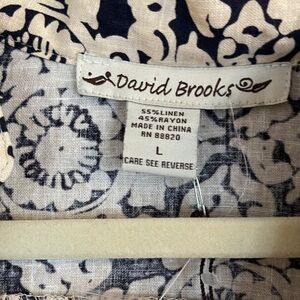 David Brooks
55% LINEN
45% RAYON
MADE IN CHINA
RN 88820
L
CARE SEE REVERSE